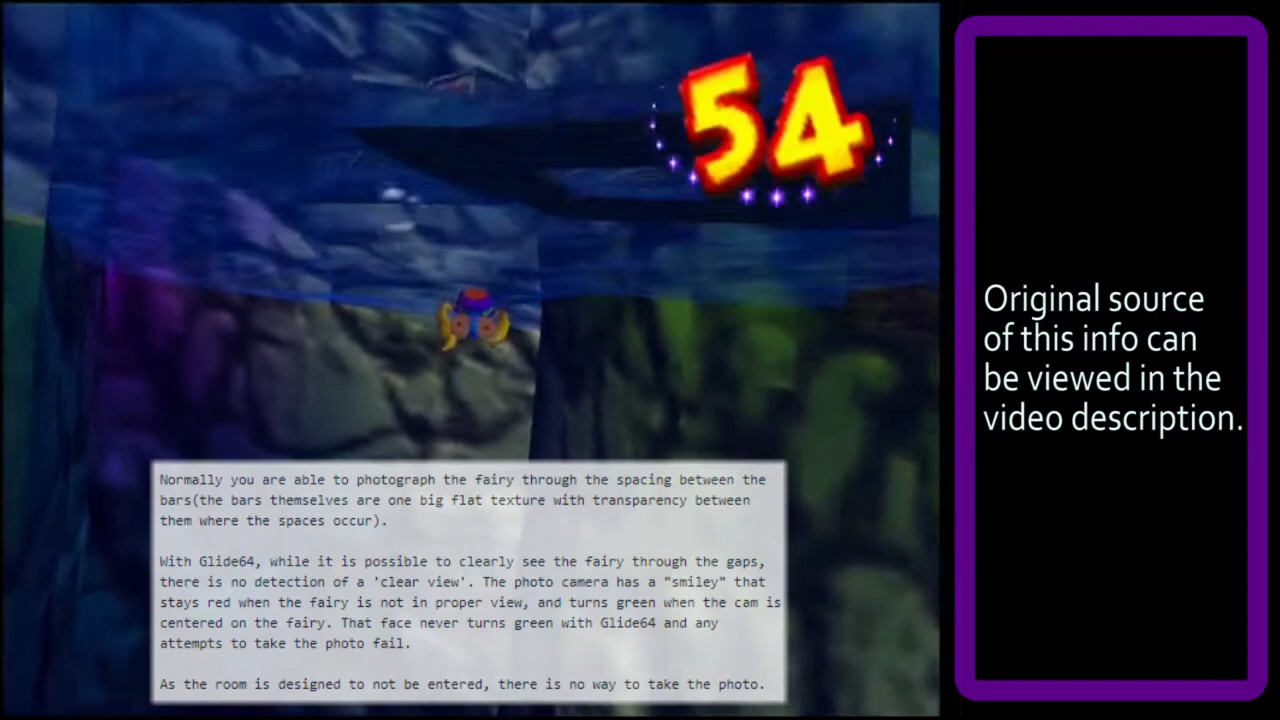 54
Normally you are able to photograph the fairy through the spacing between the
bars(the bars themselves are one big flat texture with transparency between
them where the spaces occur).
With Glide64, while it is possible to clearly see the fairy through the gaps,
there is no detection of a 'clear view'. The photo camera has a "smiley" that
stays red when the fairy is not in proper view, and turns green when the cam is
centered on the fairy. That face never turns green with Glide64 and any
attempts to take the photo fail.
As the room is designed to not be entered, there is no way to take the photo.
Original source
of this info can
be viewed in the
video description.